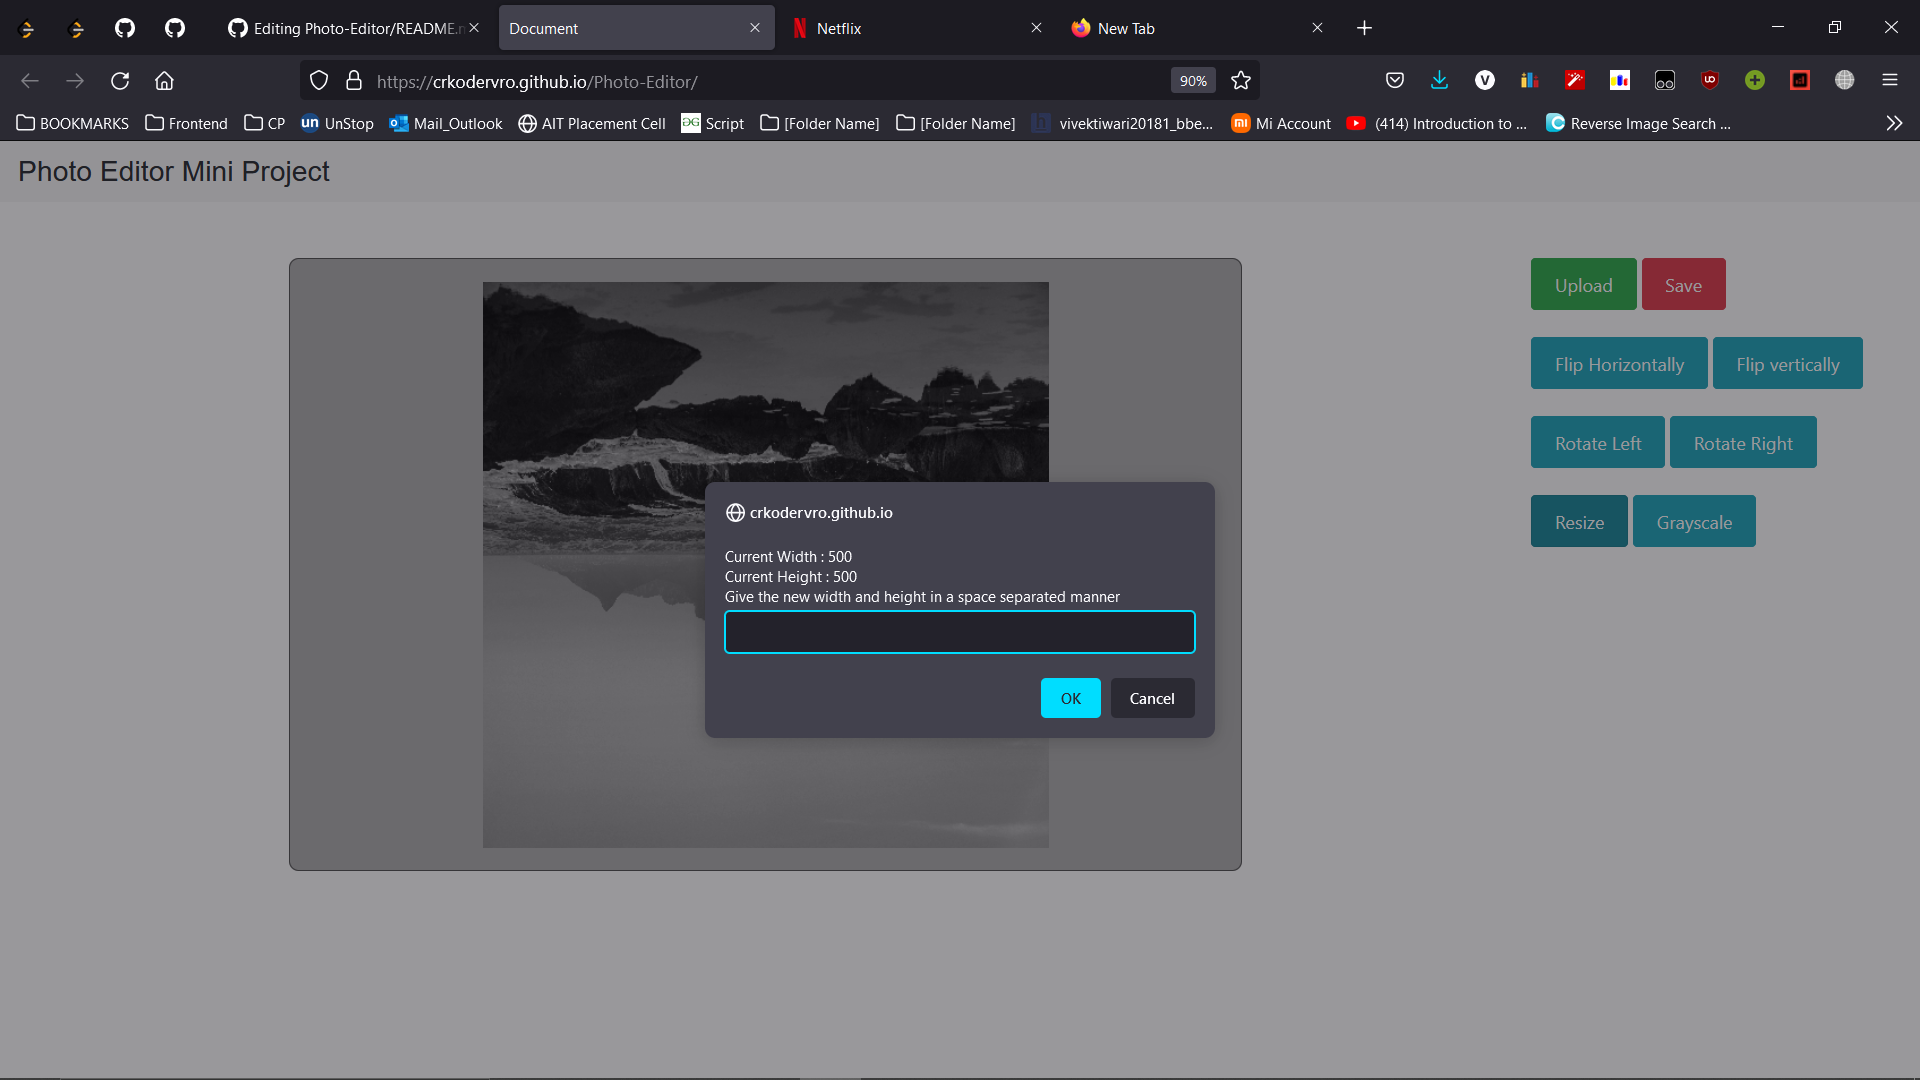 Editing Photo-Editor/README.m
Document
Netflix
New Tab
https://crkodervro.github.io/Photo-Editor/
90%
BOOKMARKS
Frontend
CP
un UnStop
Mail_Outlook
AIT Placement Cell
GG Script
[Folder Name]
[Folder Name]
h vivektiwari20181_bbe...
mi Mi Account
(414) Introduction to ...
Reverse Image Search ...
Photo Editor Mini Project
Upload
Save
Flip Horizontally
Flip vertically
Rotate Left
Rotate Right
Resize
Grayscale
crkodervro.github.io
Current Width : 500
Current Height : 500
Give the new width and height in a space separated manner
OK
Cancel